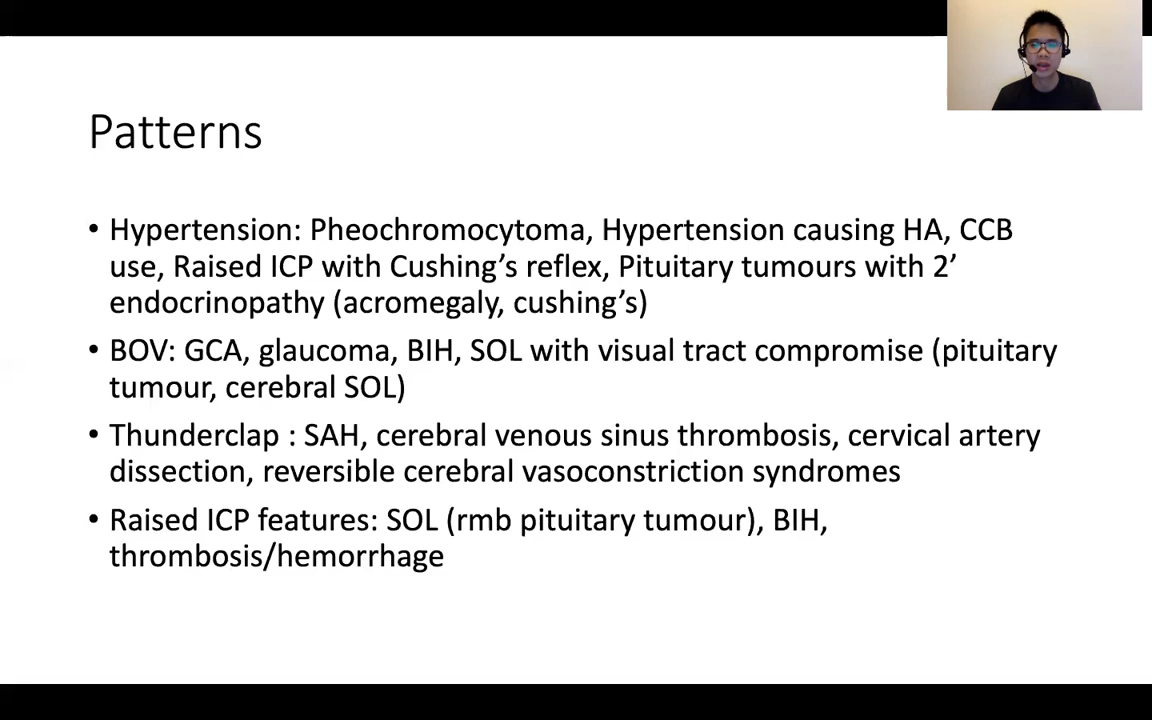 Patterns
• Hypertension: Pheochromocytoma, Hypertension causing HA, CCB
use, Raised ICP with Cushing’s reflex, Pituitary tumours with 2’
endocrinopathy (acromegaly, cushing’s)
• BOV: GCA, glaucoma, BIH, SOL with visual tract compromise (pituitary
tumour, cerebral SOL)
• Thunderclap : SAH, cerebral venous sinus thrombosis, cervical artery
dissection, reversible cerebral vasoconstriction syndromes
• Raised ICP features: SOL (rmb pituitary tumour), BIH,
thrombosis/hemorrhage